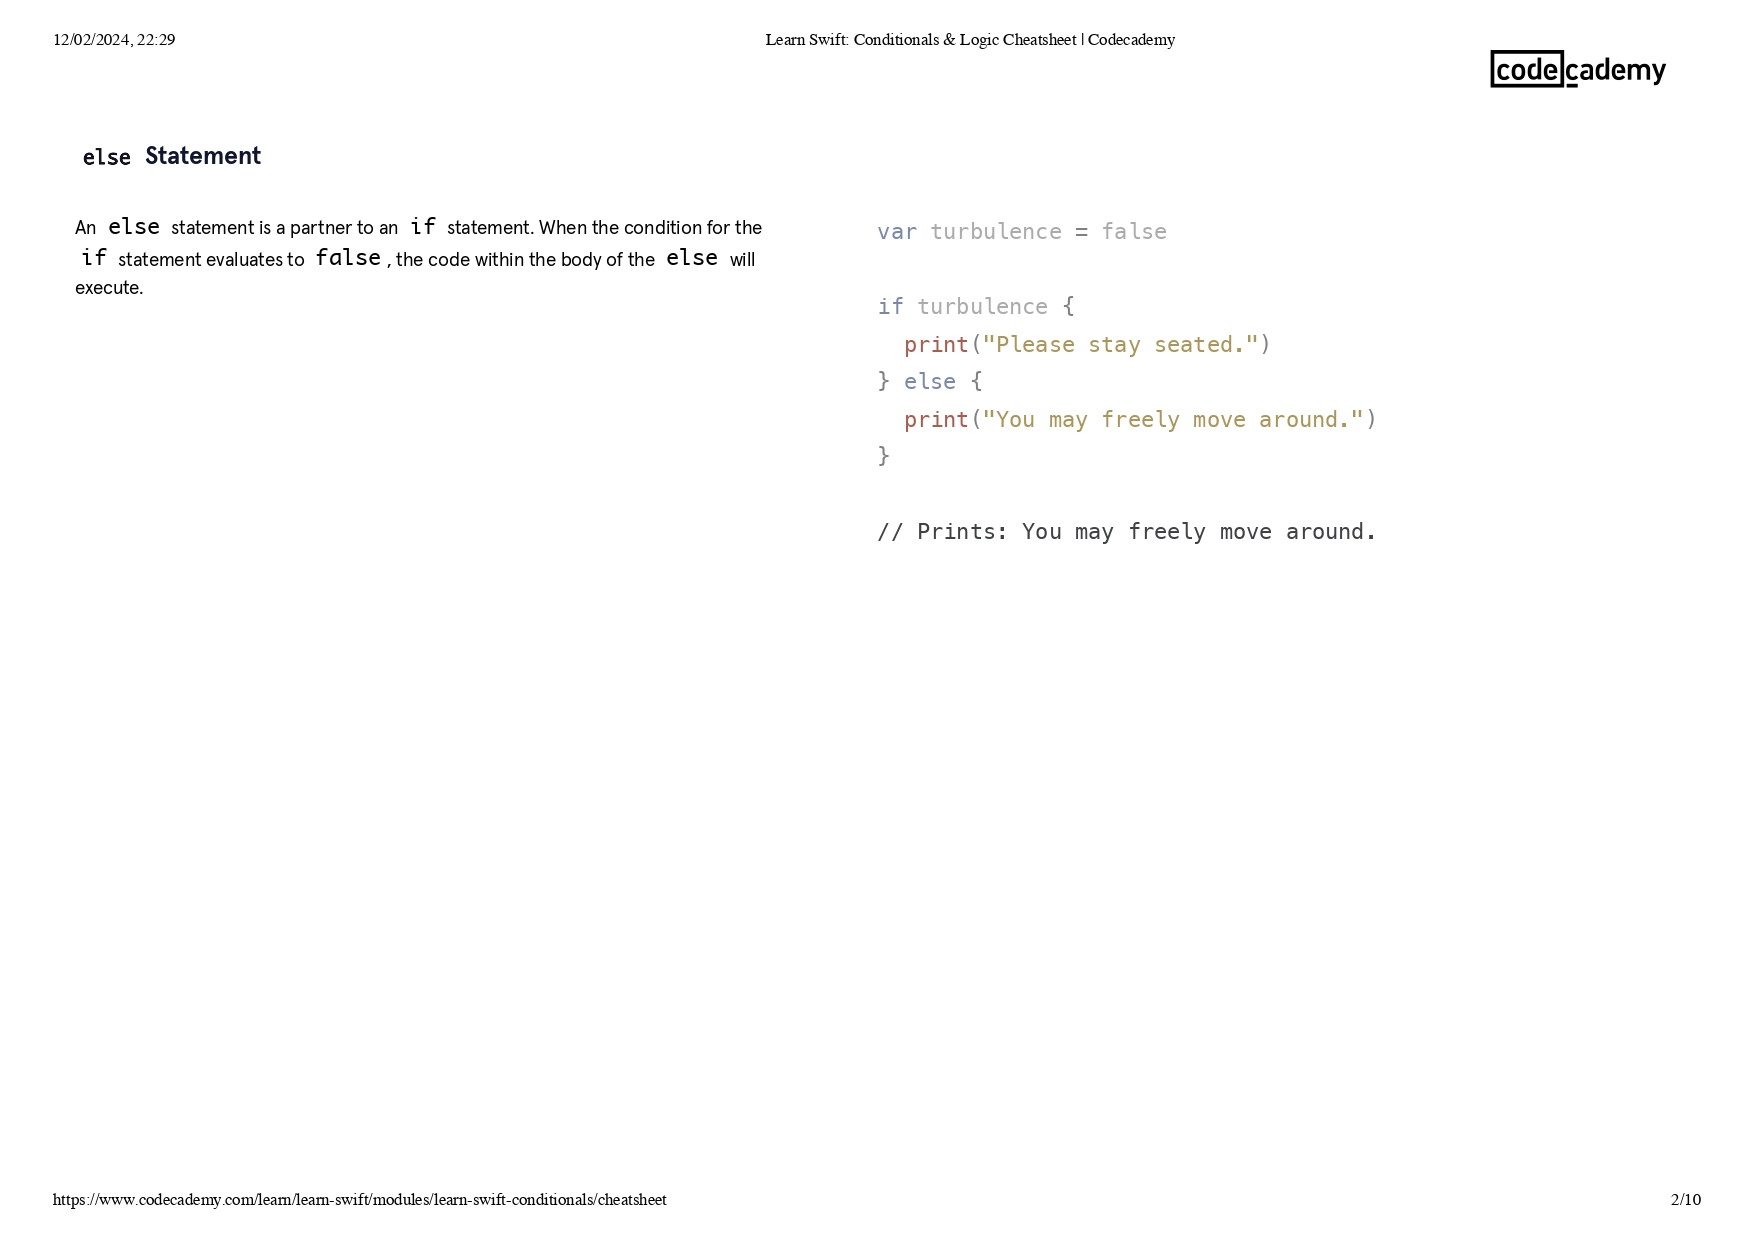 12/02/2024, 22:29
Learn Swift: Conditionals & Logic Cheatsheet | Codecademy
codecademy
else Statement
An else statement is a partner to an if statement. When the condition for the
if statement evaluates to false , the code within the body of the else will
execute.
var turbulence = false
if turbulence {
  print("Please stay seated.")
} else {
  print("You may freely move around.")
}
// Prints: You may freely move around.
https://www.codecademy.com/learn/learn-swift/modules/learn-swift-conditionals/cheatsheet
2/10